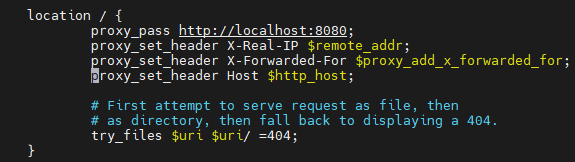 location / {
proxy_pass http://localhost:8080;
proxy_set_header X-Real-IP $remote_addr;
proxy_set_header X-Forwarded-For $proxy_add_x_forwarded_for;
proxy_set_header Host $http_host;
# First attempt to serve request as file, then
# as directory, then fall back to displaying a 404.
try_files $uri $uri/ =404;
}